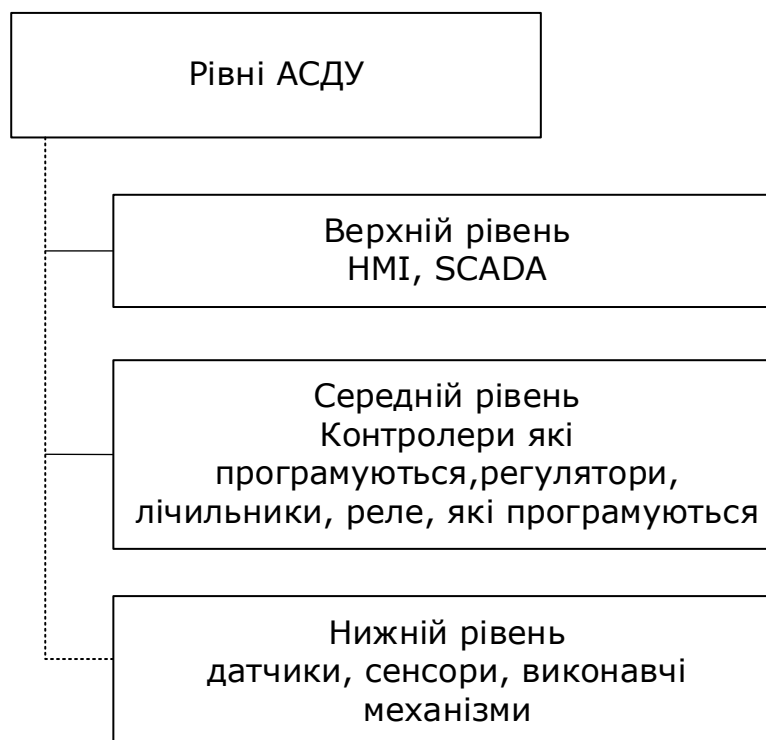 Рівні АСДУ
Верхній рівень
HMI, SCADA
Середній рівень
Контролери які
програмуються,регулятори,
лічильники, реле, які програмуються
Нижній рівень
датчики, сенсори, виконавчі
механізми